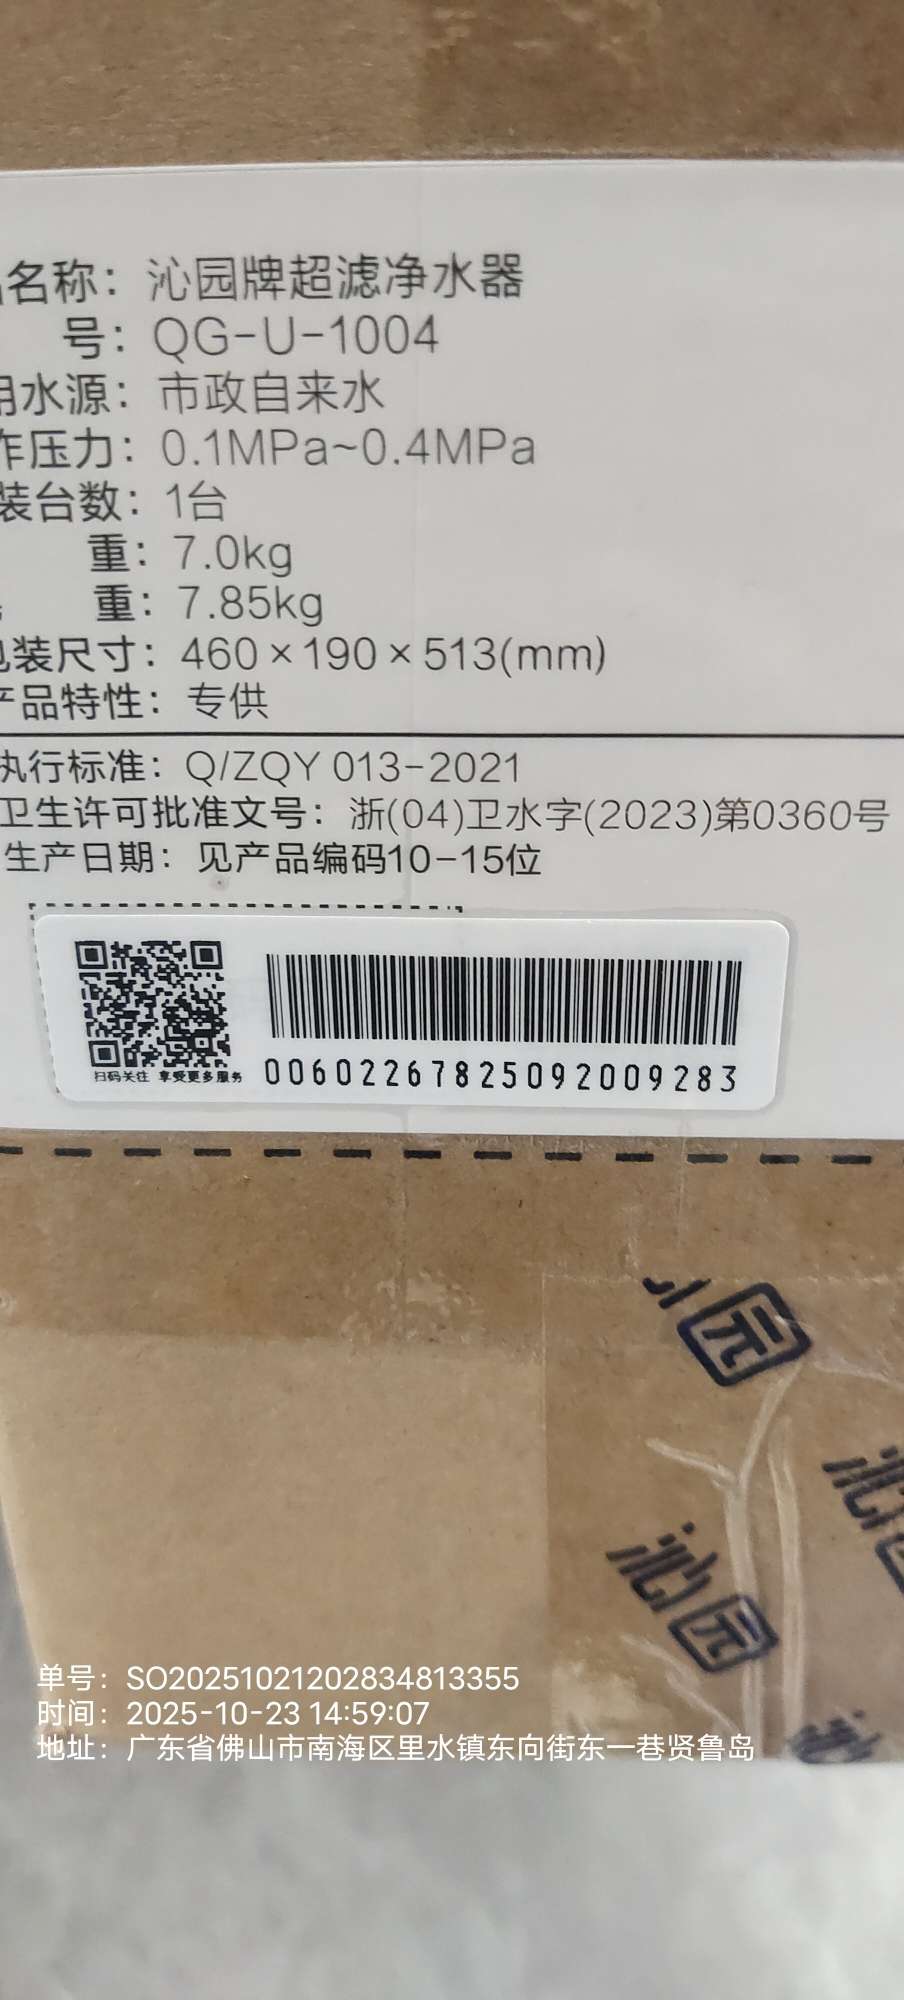 名称：沁园牌超滤净水器
号：QG-U-1004
用水源：市政自来水
作压力：0.1MPa~0.4MPa
装台数：1台
重：7.0kg
重：7.85kg
包装尺寸：460×190×513(mm)
产品特性：专供
执行标准：Q/ZQY 013-2021
卫生许可批准文号：浙(04)卫水字(2023)第0360号
生产日期：见产品编码10-15位
扫码关注 享受更多服务
00602267825092009283
沁园
沁园
沁园
单号：SO20251021202834813355
时间：2025-10-23 14:59:07
地址：广东省佛山市南海区里水镇东向街东一巷贤鲁岛